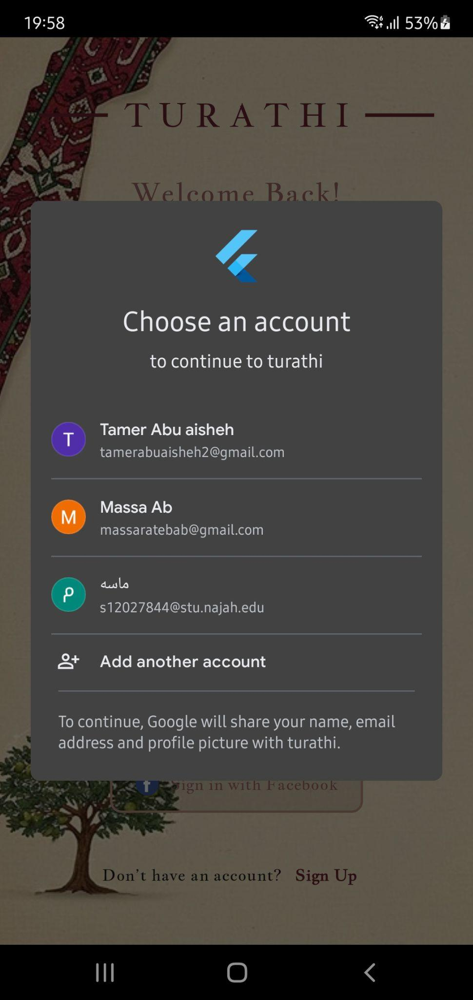 19:58
53%
TURATHI
Welcome Back!
Choose an account
to continue to turathi
T
Tamer Abu aisheh
tamerabuaisheh2@gmail.com
M
Massa Ab
massaratebab@gmail.com
م
ماسه
s12027844@stu.najah.edu
Add another account
To continue, Google will share your name, email
address and profile picture with turathi.
f Sign in with Facebook
Don't have an account? Sign Up